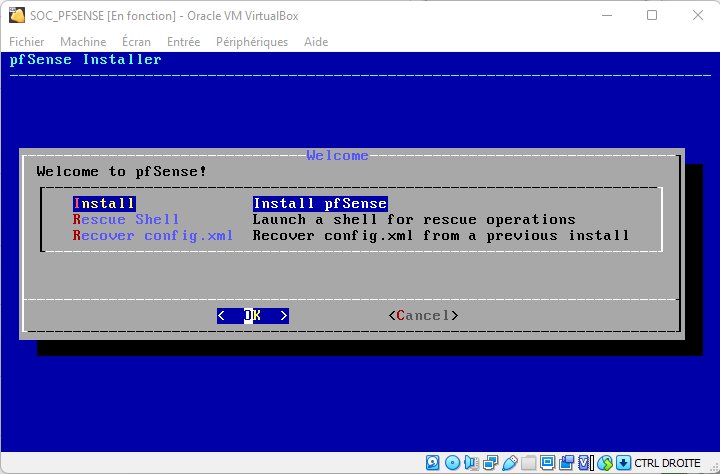 SOC_PFSENSE [En fonction] - Oracle VM VirtualBox
Fichier Machine Écran Entrée Périphériques Aide
pfSense Installer
Welcome
Welcome to pfSense!
Install Install pfSense
Rescue Shell Launch a shell for rescue operations
Recover config.xml Recover config.xml from a previous install
< OK > <Cancel>
CTRL DROITE